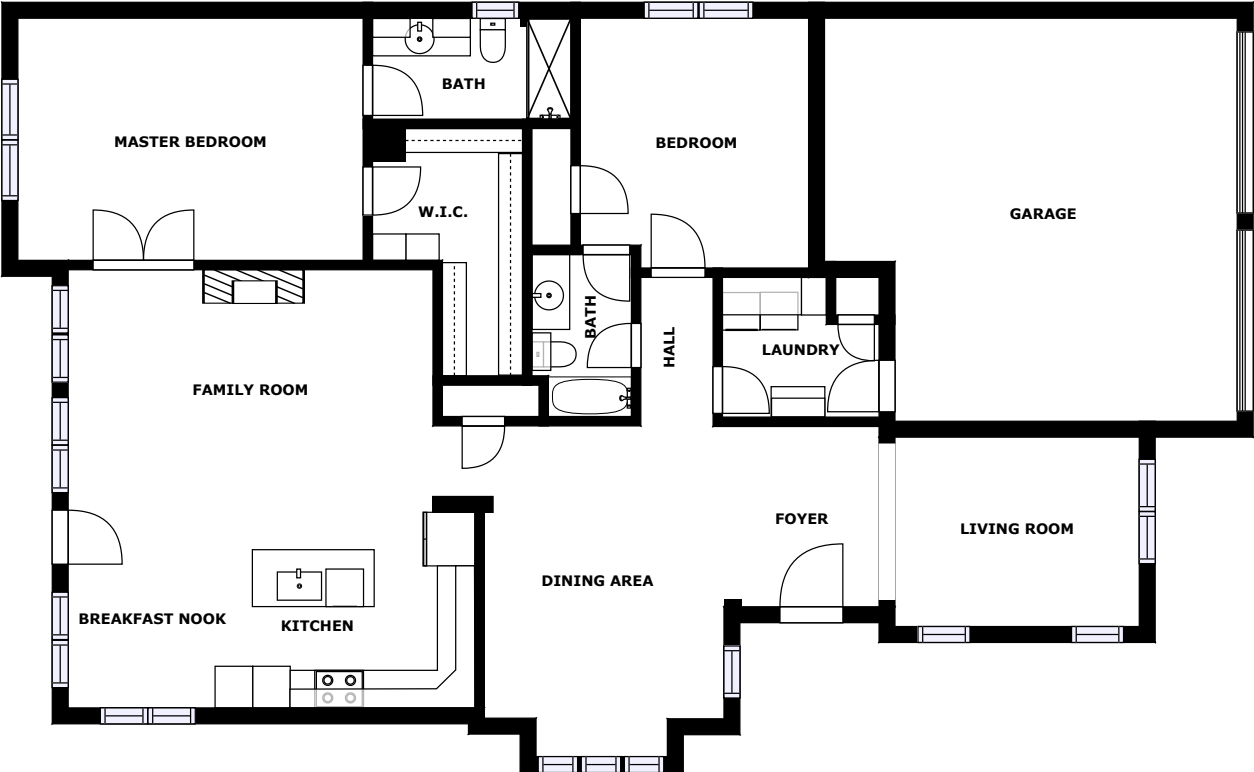 BATH
MASTER BEDROOM
BEDROOM
W.I.C.
GARAGE
BATH
HALL
LAUNDRY
FAMILY ROOM
FOYER
LIVING ROOM
DINING AREA
BREAKFAST NOOK
KITCHEN